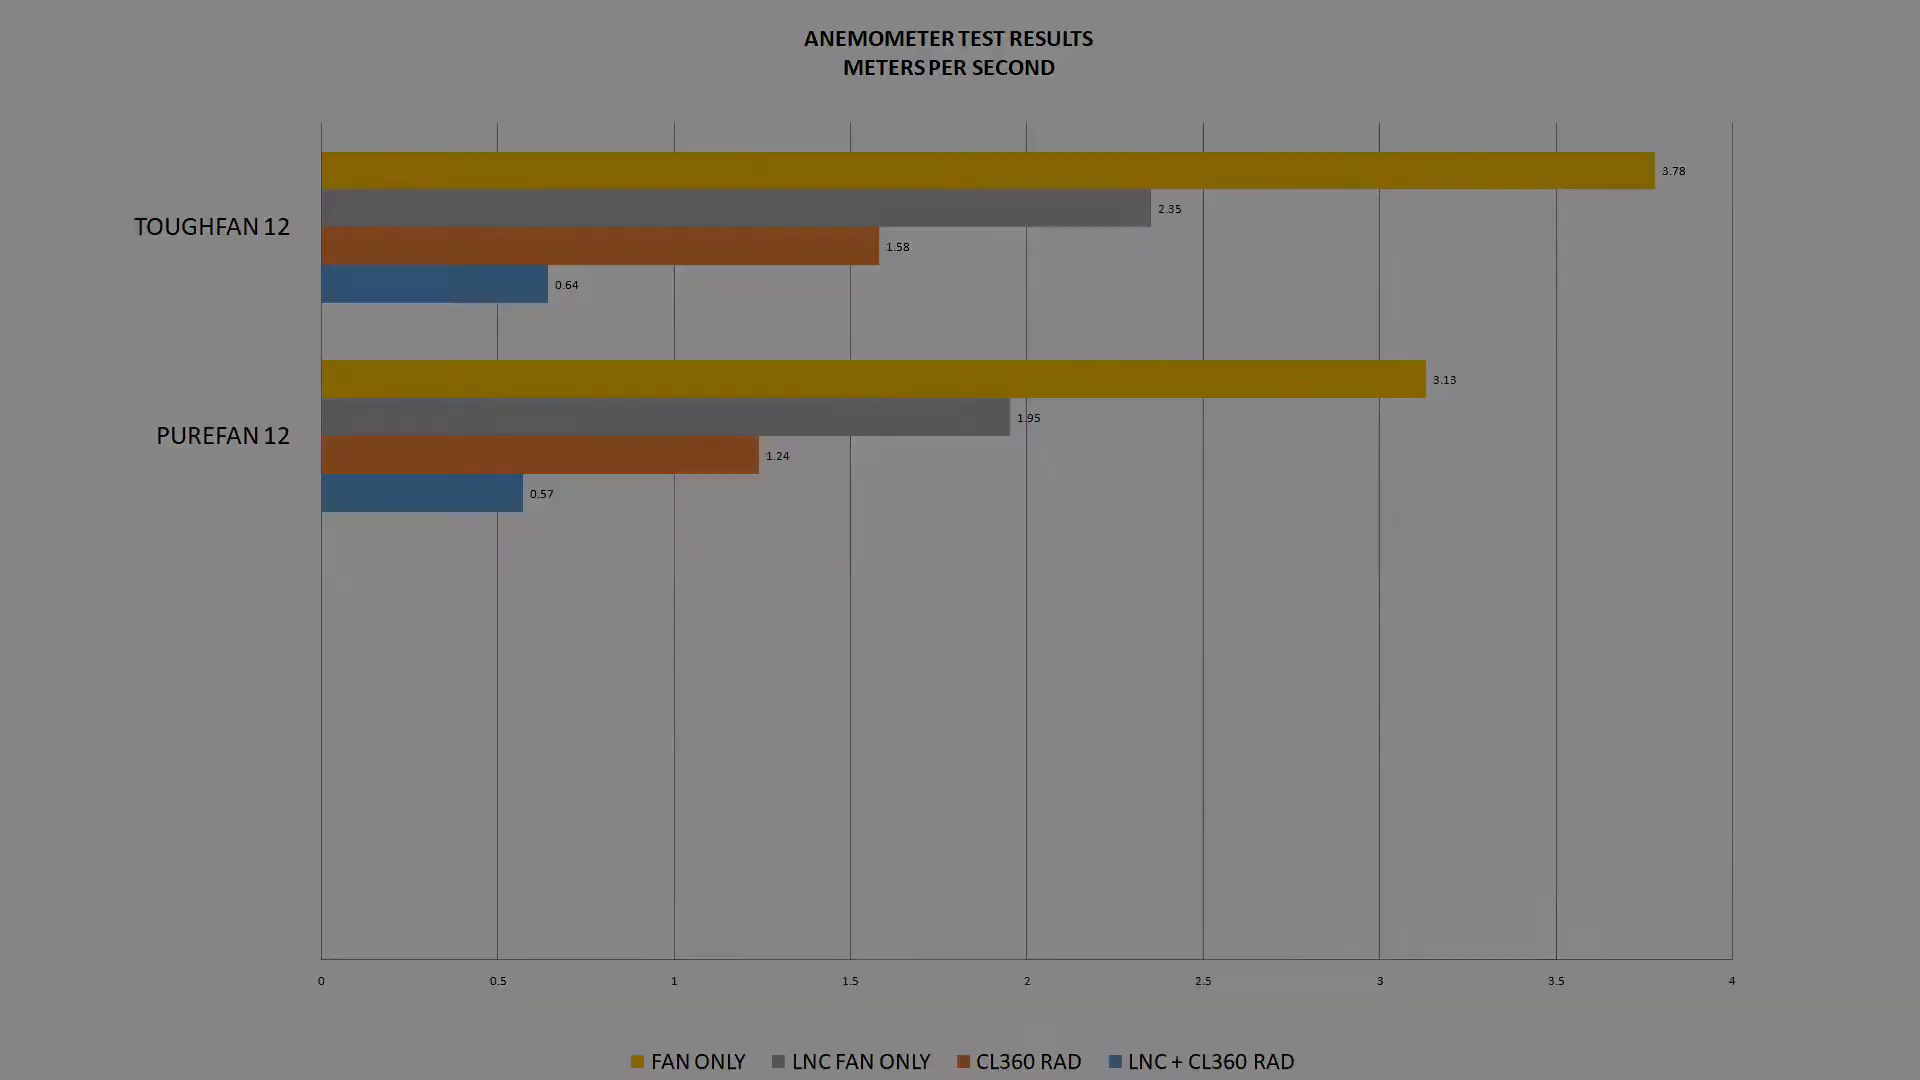 ANEMOMETER TEST RESULTS
METERS PER SECOND
TOUGHFAN 12
3.78
2.35
1.58
0.64
PUREFAN 12
3.13
1.95
1.24
0.57
0 0.5 1 1.5 2 2.5 3 3.5 4
FAN ONLY LNC FAN ONLY CL360 RAD LNC + CL360 RAD